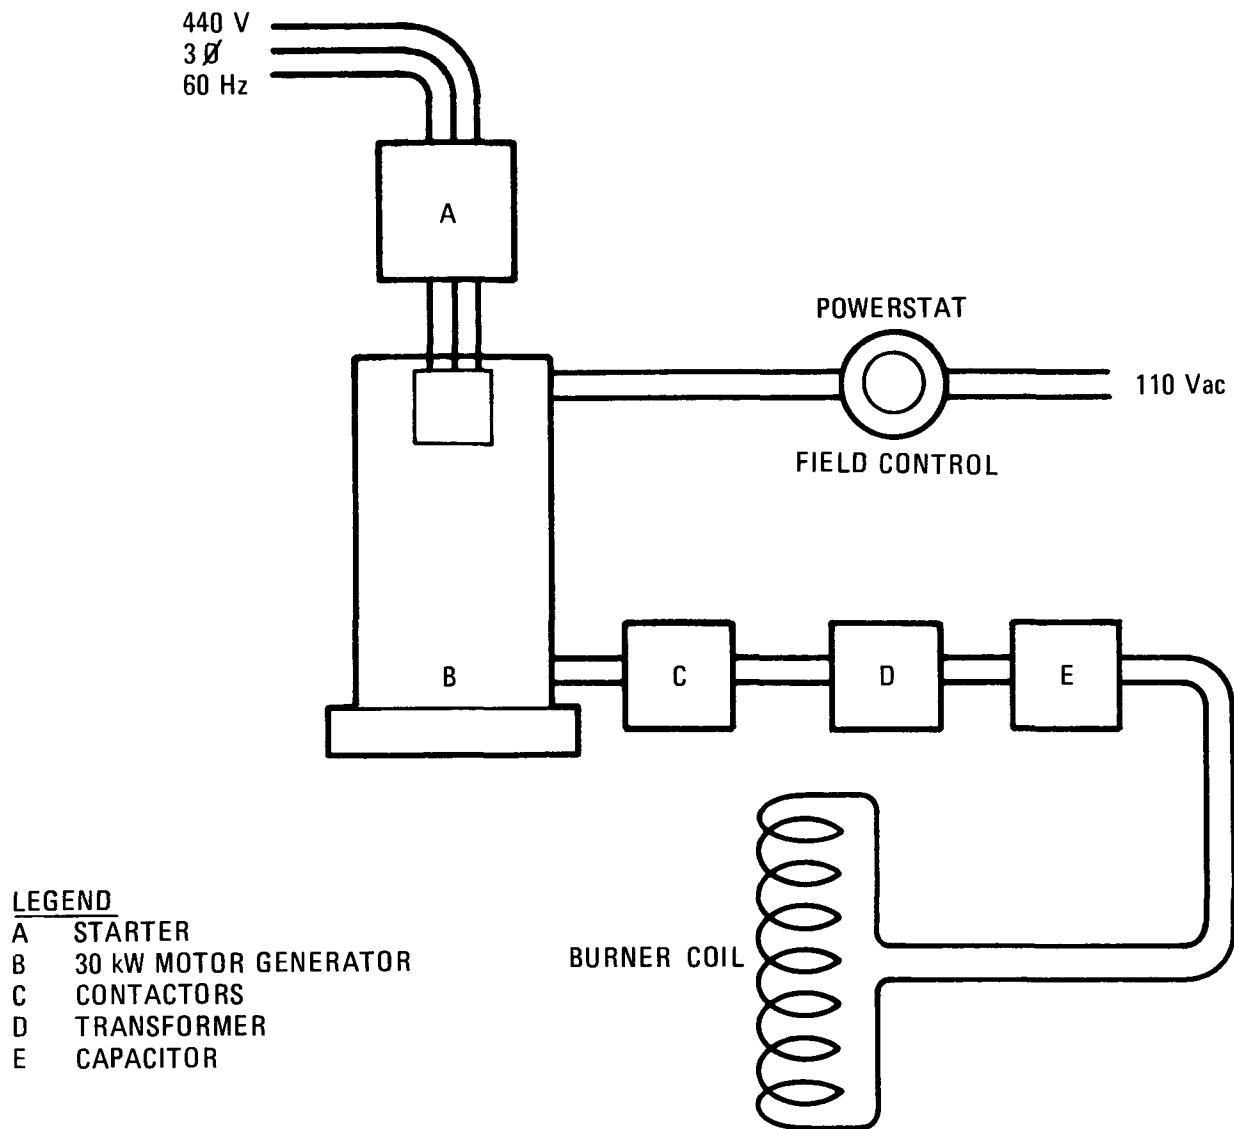 440 V
3 Ø
60 Hz
A
POWERSTAT
110 Vac
FIELD CONTROL
B
C
D
E
BURNER COIL
LEGEND
A STARTER
B 30 kW MOTOR GENERATOR
C CONTACTORS
D TRANSFORMER
E CAPACITOR